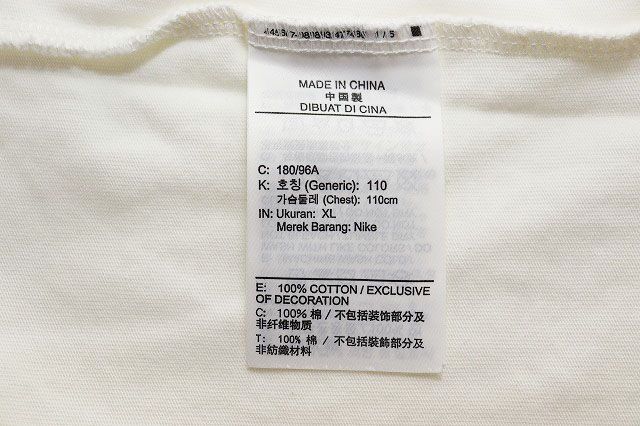 1/5
MADE IN CHINA
中国製
DIBUAT DI CINA
C: 180/96A
K: 호칭 (Generic): 110
가슴둘레 (Chest): 110cm
IN: Ukuran: XL
Merek Barang: Nike
E: 100% COTTON / EXCLUSIVE
OF DECORATION
C: 100% 棉 / 不包括装饰部分及
非纤维物质
T: 100% 棉 / 不包括裝飾部分及
非紡織材料